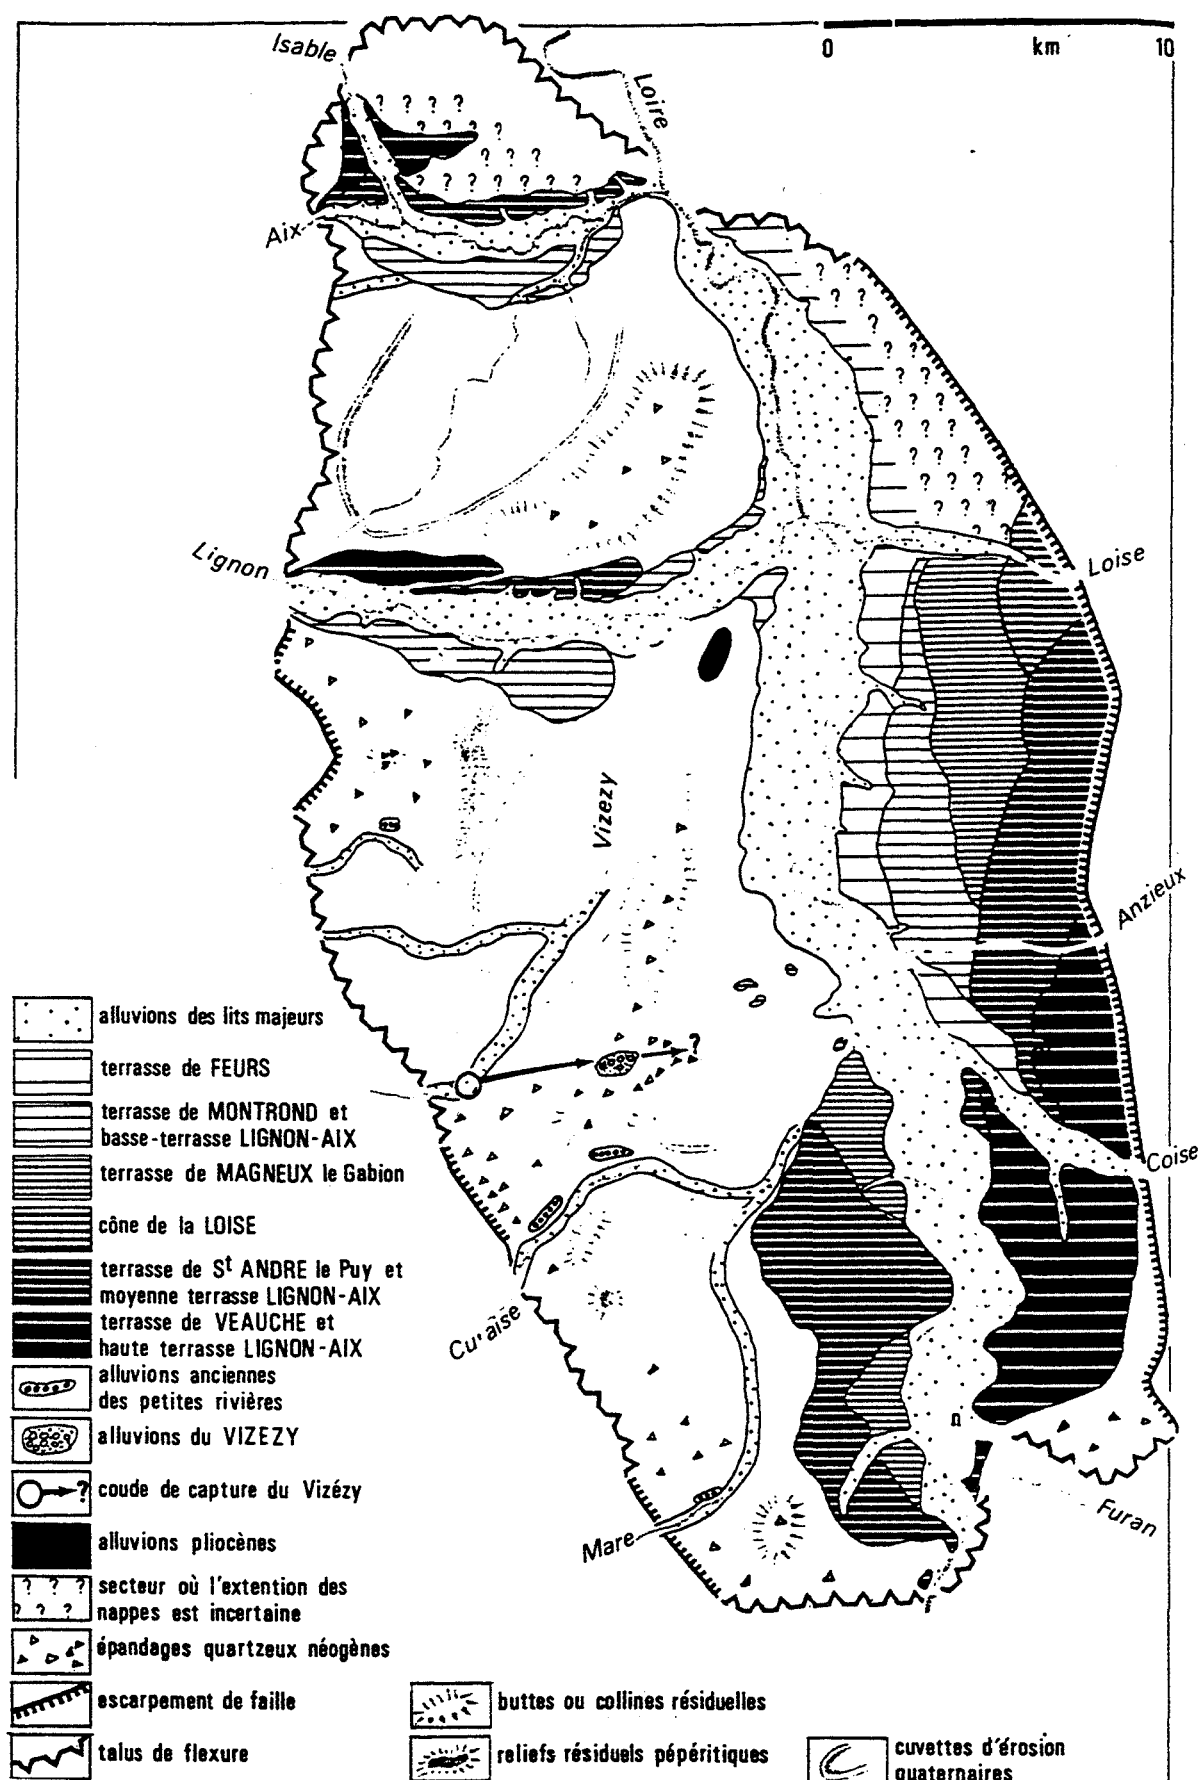 Isable
0 km 10
Loire
Aix
Lignon
Loise
Vizezy
Anzieux
Coise
Cu'aise
Furan
Mare
alluvions des lits majeurs
terrasse de FEURS
terrasse de MONTROND et
basse-terrasse LIGNON-AIX
terrasse de MAGNEUX le Gabion
cône de la LOISE
terrasse de St ANDRE le Puy et
moyenne terrasse LIGNON-AIX
terrasse de VEAUCHE et
haute terrasse LIGNON-AIX
alluvions anciennes
des petites rivières
alluvions du VIZEZY
coude de capture du Vizézy
alluvions pliocènes
secteur où l'extention des
nappes est incertaine
épandages quartzeux néogènes
escarpement de faille
talus de flexure
buttes ou collines résiduelles
reliefs résiduels pépéritiques
cuvettes d'érosion
quaternaires